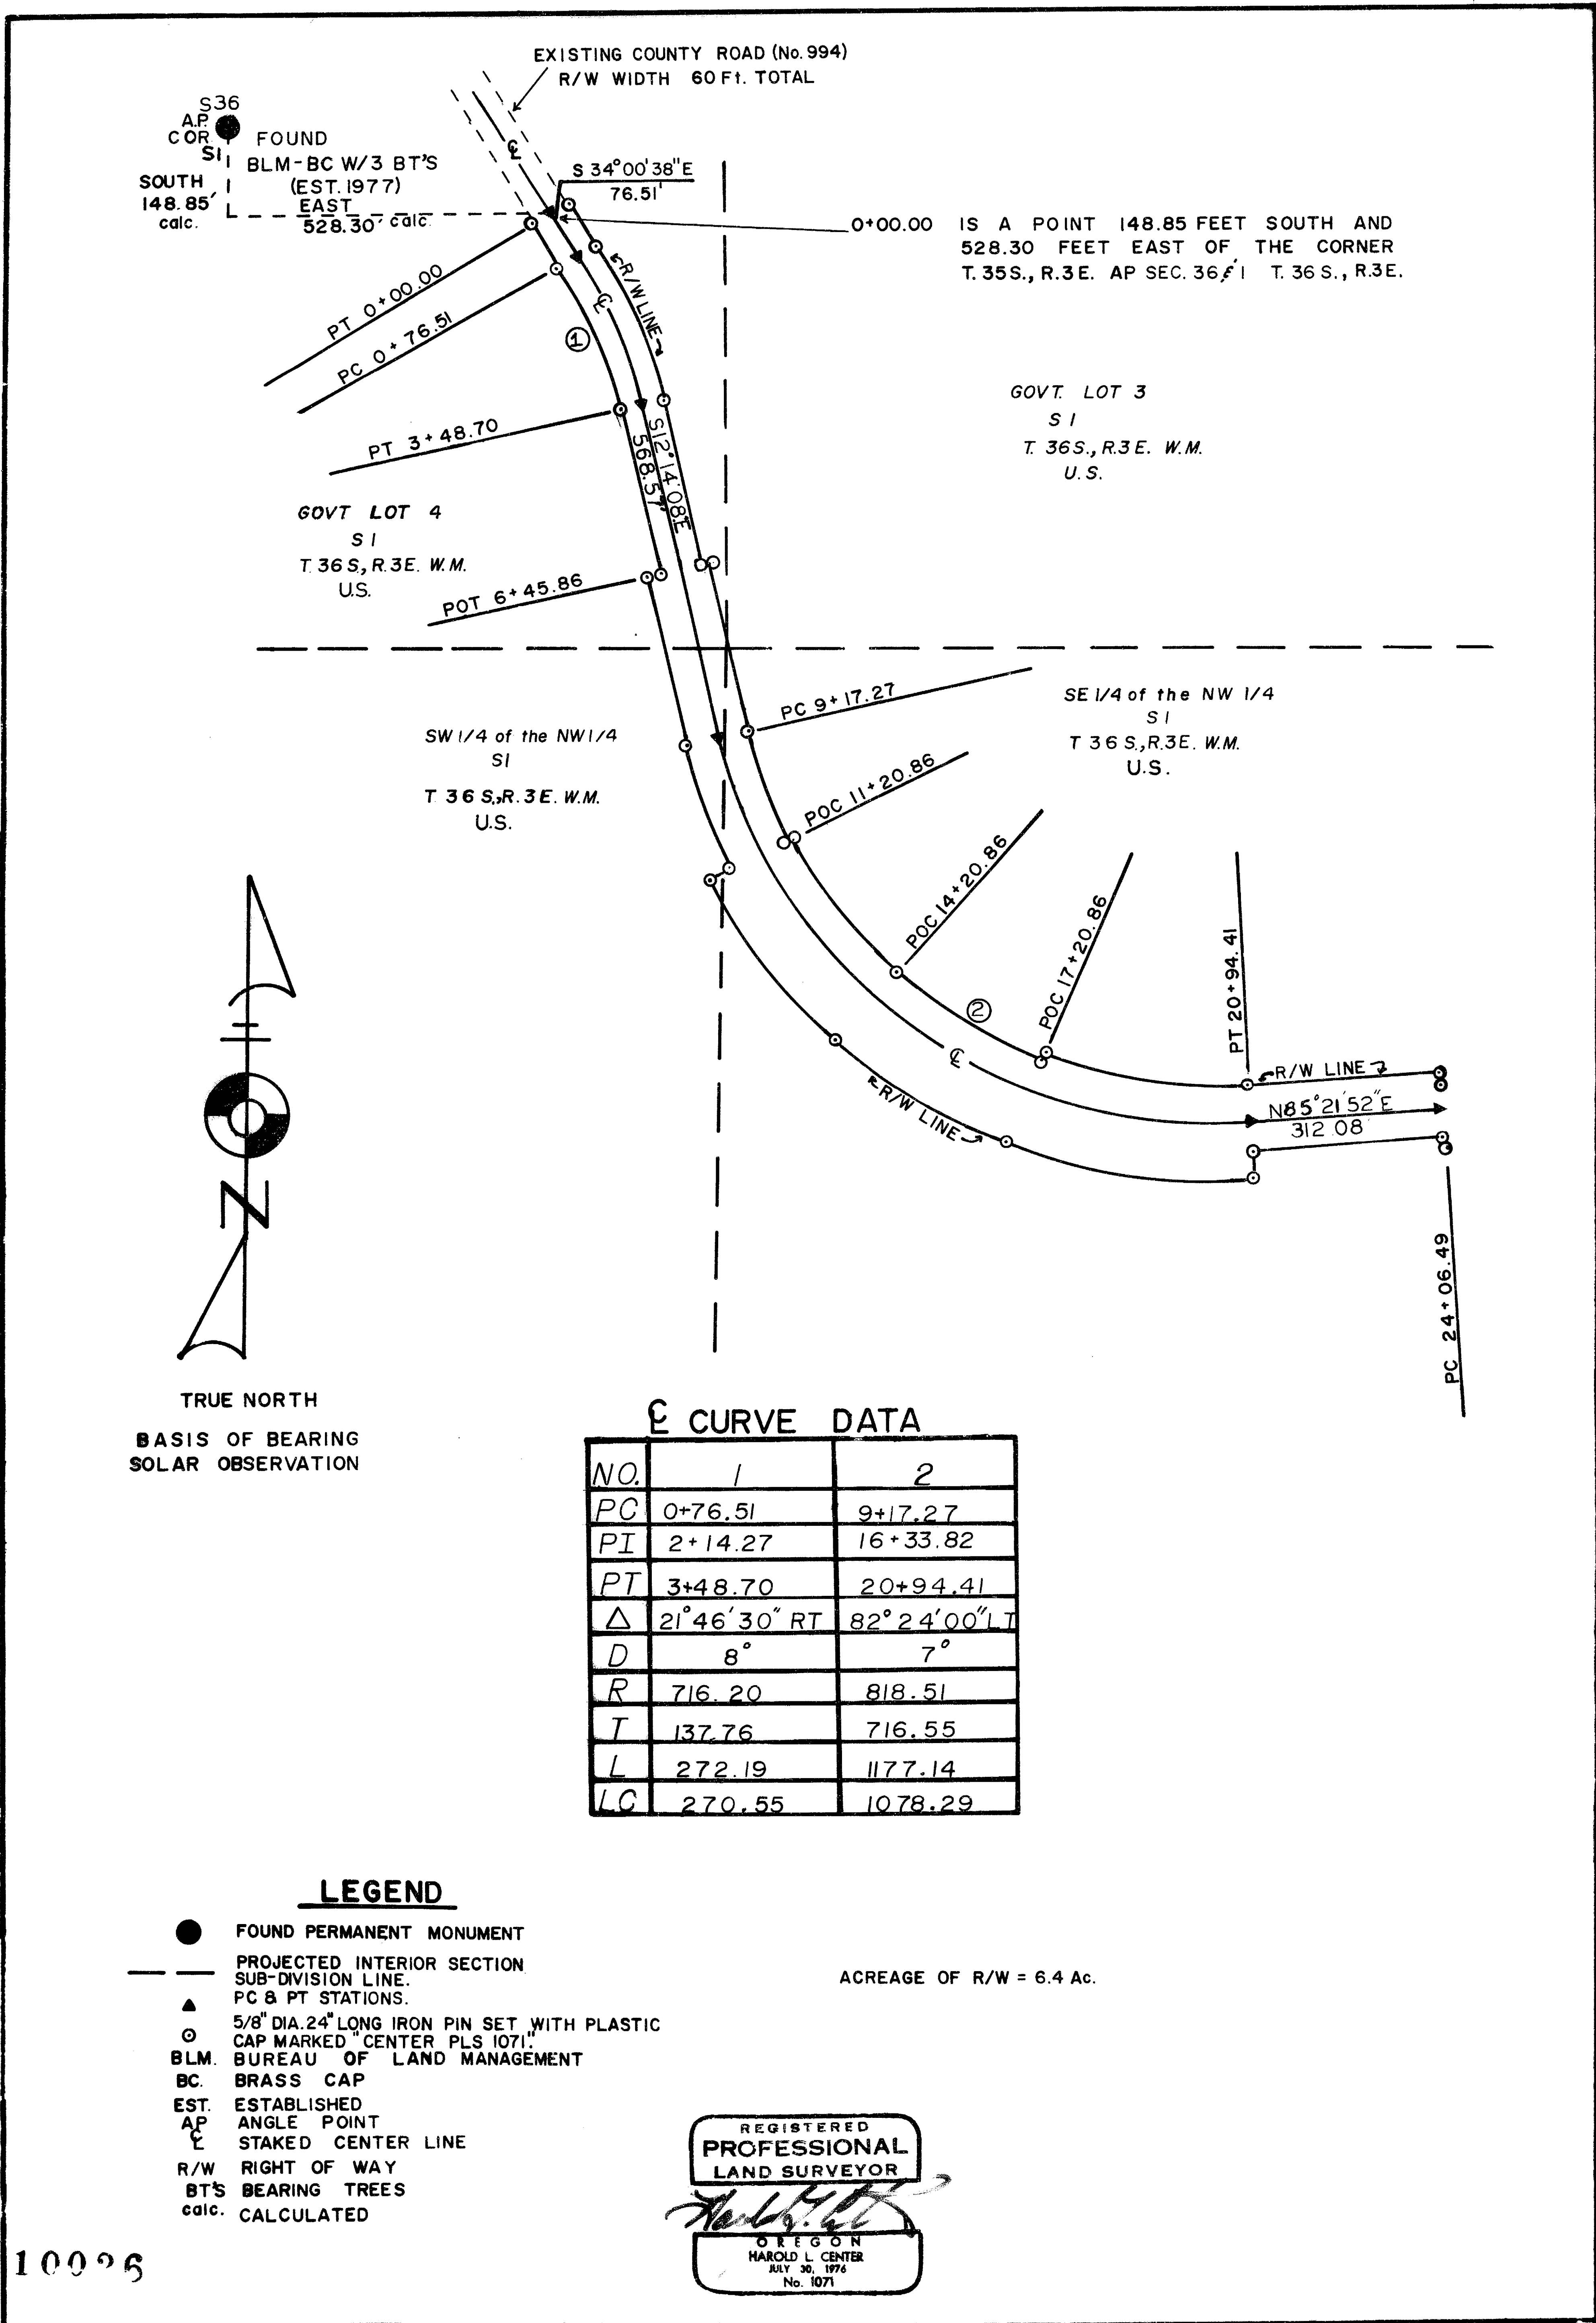 EXISTING COUNTY ROAD (No. 994)
R/W WIDTH 60 Ft. TOTAL
S36
A.P.
COR
S1
FOUND
BLM-BC W/3 BT'S
(EST. 1977)
SOUTH
148.85'
calc.
EAST
528.30' calc.
℄
S 34°00'38"E
76.51'
0+00.00 IS A POINT 148.85 FEET SOUTH AND
528.30 FEET EAST OF THE CORNER
T. 35 S., R. 3 E. AP SEC. 36 & 1 T. 36 S., R. 3 E.
PT 0+00.00
PC 0+76.51
R/W LINE
℄
1
PT 3+48.70
S12°14'08"E
568.57'
GOVT. LOT 3
S 1
T. 36 S., R. 3 E. W.M.
U.S.
GOVT LOT 4
S 1
T. 36 S., R. 3 E. W.M.
U.S.
POT 6+45.86
PC 9+17.27
SE 1/4 of the NW 1/4
S 1
T 36 S., R. 3E. W.M.
U.S.
SW 1/4 of the NW 1/4
S1
T 36 S., R. 3 E. W.M.
U.S.
POC 11+20.86
POC 14+20.86
POC 17+20.86
PT 20+94.41
2
℄
R/W LINE
R/W LINE
N85°21'52"E
312.08
PC 24+06.49
N
TRUE NORTH
BASIS OF BEARING
SOLAR OBSERVATION
℄ CURVE DATA
NO. 1 2
PC 0+76.51 9+17.27
PI 2+14.27 16+33.82
PT 3+48.70 20+94.41
△ 21°46'30" RT 82°24'00" LT
D 8° 7°
R 716.20 818.51
T 137.76 716.55
L 272.19 1177.14
LC 270.55 1078.29
LEGEND
FOUND PERMANENT MONUMENT
PROJECTED INTERIOR SECTION
SUB-DIVISION LINE.
PC & PT STATIONS.
5/8" DIA. 24" LONG IRON PIN SET WITH PLASTIC
CAP MARKED "CENTER PLS 1071."
BLM. BUREAU OF LAND MANAGEMENT
BC. BRASS CAP
EST. ESTABLISHED
AP ANGLE POINT
℄ STAKED CENTER LINE
R/W RIGHT OF WAY
BT'S BEARING TREES
calc. CALCULATED
ACREAGE OF R/W = 6.4 Ac.
REGISTERED
PROFESSIONAL
LAND SURVEYOR
OREGON
HAROLD L. CENTER
JULY 30, 1976
No. 1071